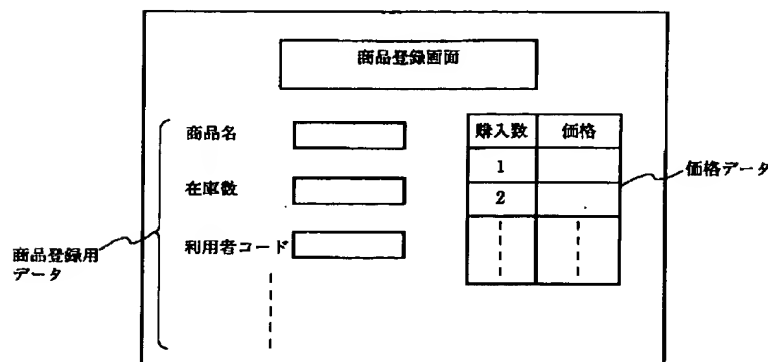 商品登録画面
商品名
在庫数
利用者コード
商品登録用
データ
購入数 価格
1
2
価格データ